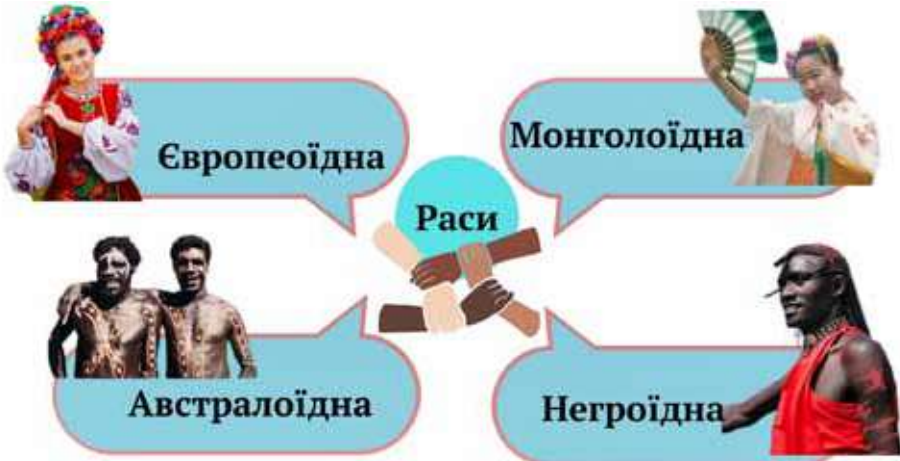 Європеоїдна
Монголоїдна
Раси
Австралоїдна
Негроїдна